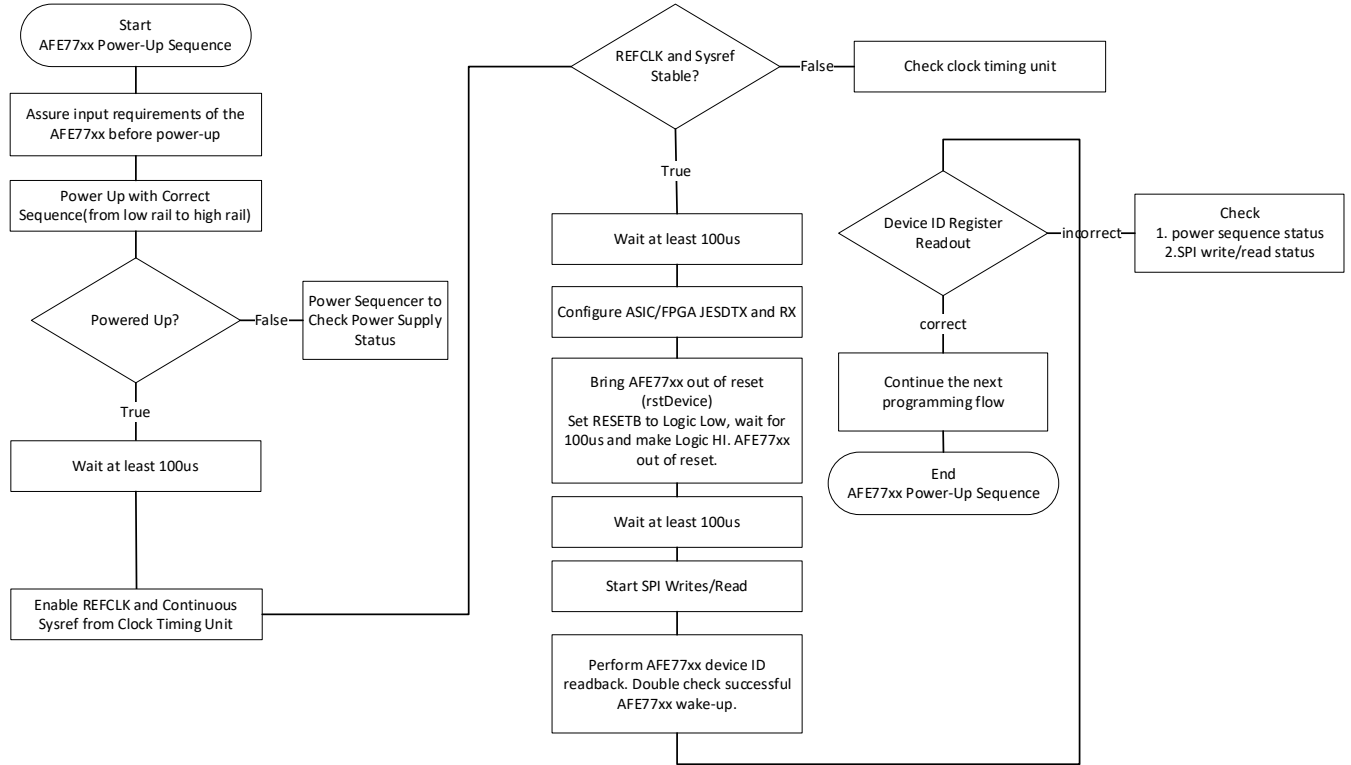 Start
AFE77xx Power-Up Sequence
Assure input requirements of the
AFE77xx before power-up
Power Up with Correct
Sequence(from low rail to high rail)
Powered Up?
False
Power Sequencer to
Check Power Supply
Status
True
Wait at least 100us
Enable REFCLK and Continuous
Sysref from Clock Timing Unit
REFCLK and Sysref
Stable?
False
Check clock timing unit
True
Wait at least 100us
Configure ASIC/FPGA JESDTX and RX
Bring AFE77xx out of reset
(rstDevice)
Set RESETB to Logic Low, wait for
100us and make Logic HI. AFE77xx
out of reset.
Wait at least 100us
Start SPI Writes/Read
Perform AFE77xx device ID
readback. Double check successful
AFE77xx wake-up.
Device ID Register
Readout
incorrect
Check
1. power sequence status
2.SPI write/read status
correct
Continue the next
programming flow
End
AFE77xx Power-Up Sequence